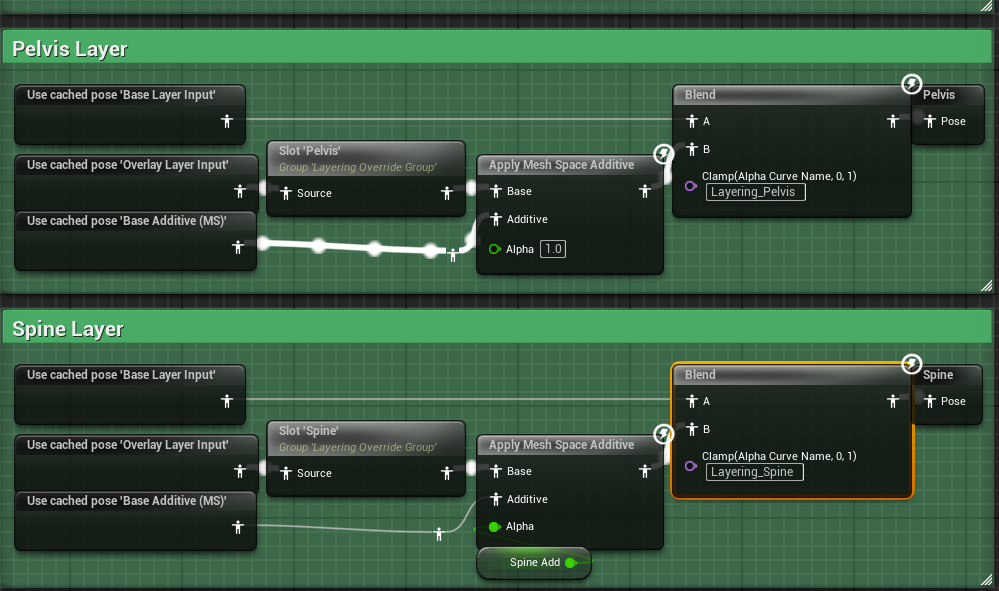 Pelvis Layer
Use cached pose 'Base Layer Input'
Blend
Pelvis
A
Pose
Slot 'Pelvis'
Group 'Layering Override Group'
B
Use cached pose 'Overlay Layer Input'
Apply Mesh Space Additive
Source
Base
Clamp(Alpha Curve Name, 0, 1)
Layering_Pelvis
Use cached pose 'Base Additive (MS)'
Additive
Alpha 1.0
Spine Layer
Use cached pose 'Base Layer Input'
Blend
Spine
A
Pose
Slot 'Spine'
Group 'Layering Override Group'
B
Use cached pose 'Overlay Layer Input'
Apply Mesh Space Additive
Source
Base
Clamp(Alpha Curve Name, 0, 1)
Layering_Spine
Use cached pose 'Base Additive (MS)'
Additive
Alpha
Spine Add